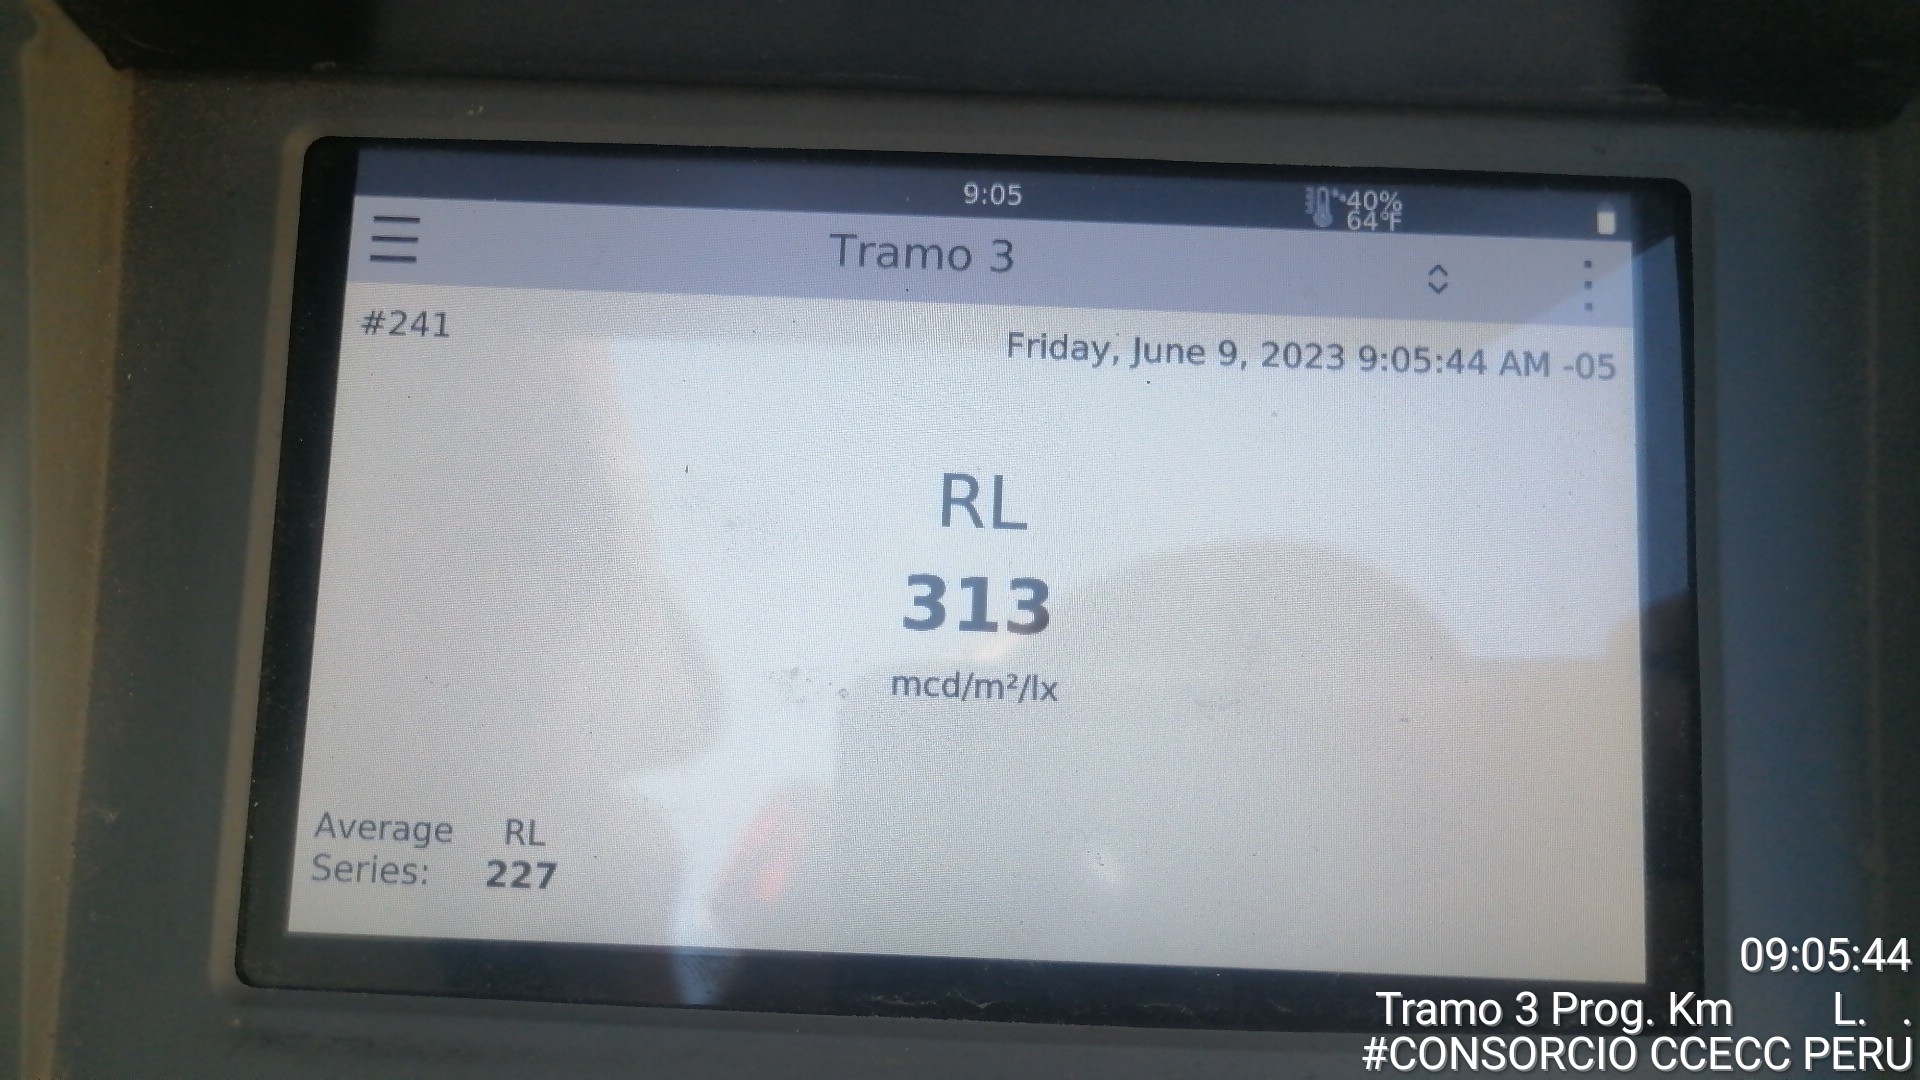 9:05
40%
64°F
Tramo 3
#241
Friday, June 9, 2023 9:05:44 AM -05
RL
313
mcd/m²/lx
Average RL
Series: 227
09:05:44
Tramo 3 Prog. Km L. .
#CONSORCIO CCECC PERU